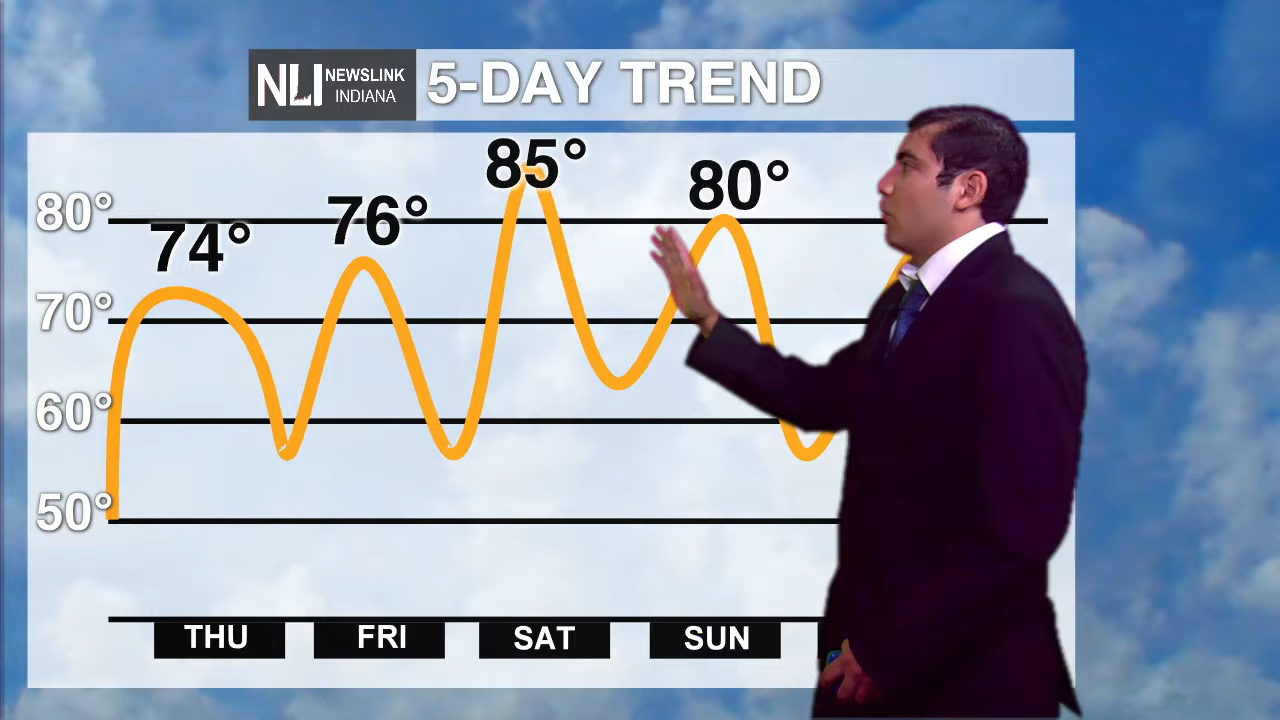 NLI NEWSLINK INDIANA
5-DAY TREND
85°
80°
76°
74°
80°
70°
60°
50°
THU FRI SAT SUN